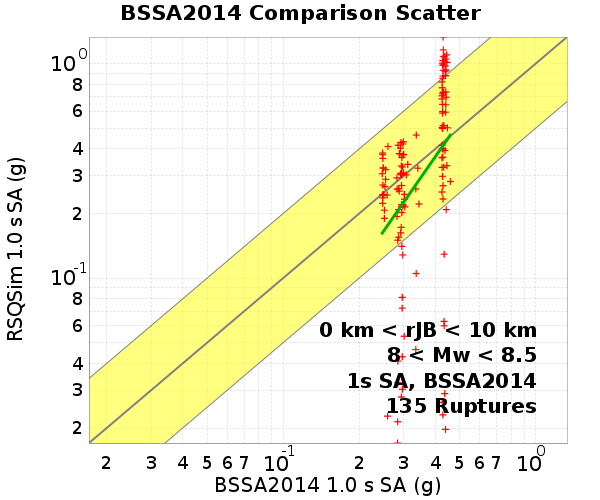 BSSA2014 Comparison Scatter
RSQSim 1.0 s SA (g)
10^0
8
6
4
3
2
10^-1
8
6
4
3
2
0 km < rJB < 10 km
8 < Mw < 8.5
1s SA, BSSA2014
135 Ruptures
2 3 4 5 6 7 10^-1 2 3 4 5 6 7 10^0
BSSA2014 1.0 s SA (g)